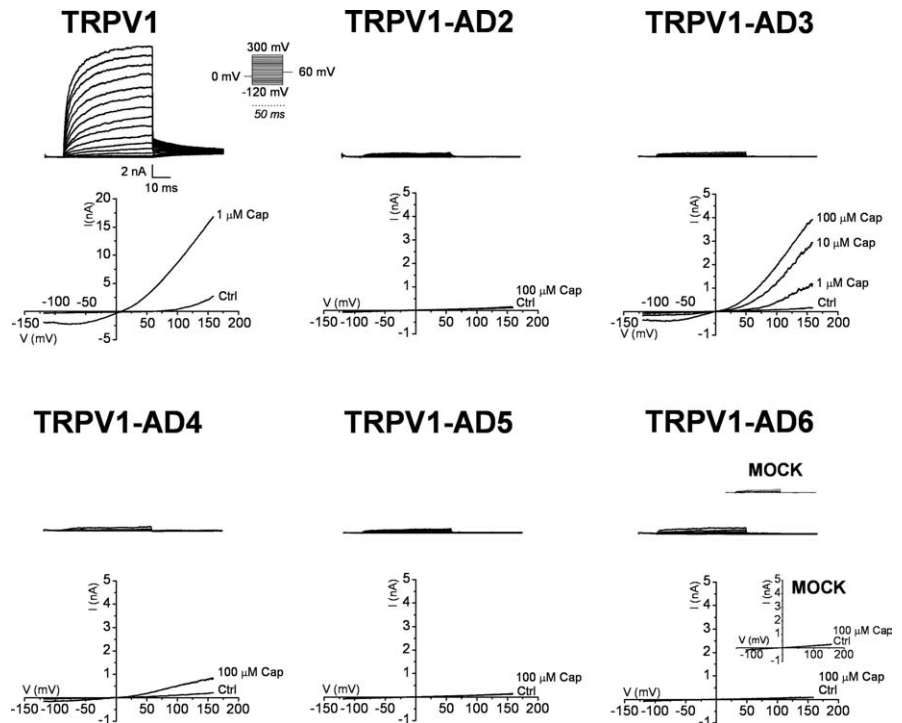 TRPV1
300 mV
0 mV
60 mV
-120 mV
50 ms
2 nA
10 ms
20
I(nA)
15
1 μM Cap
10
5
Ctrl
-100 -50
-150 50 100 150 200
V (mV)
-5
TRPV1-AD2
5
I (nA)
4
3
2
1
100 μM Cap
Ctrl
V (mV)
-150 -100 -50 50 100 150 200
-1
TRPV1-AD3
5
I (nA)
4
100 μM Cap
3
10 μM Cap
2
1
1 μM Cap
-100 -50
Ctrl
-150 50 100 150 200
V (mV)
-1
TRPV1-AD4
5
I (nA)
4
3
2
1
100 μM Cap
V (mV)
Ctrl
-150 -100 -50 50 100 150 200
-1
TRPV1-AD5
5
I (nA)
4
3
2
1
100 μM Cap
V (mV)
Ctrl
-150 -100 -50 50 100 150 200
-1
TRPV1-AD6
MOCK
5
I (nA)
4
3
2
1
100 μM Cap
V (mV)
Ctrl
-150 -100 -50 50 100 150 200
-1
MOCK
5
I (nA)
4
3
2
1
100 μM Cap
V (mV)
Ctrl
-100 100 200
-1